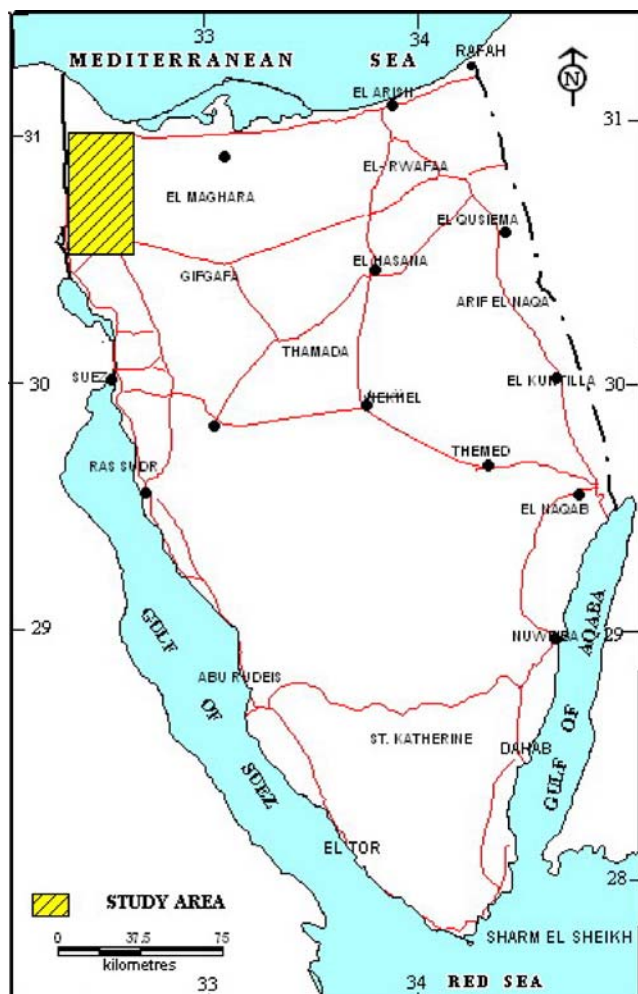 33 34
MEDITERRANEAN SEA
RAFAH
N
EL ARISH
31 31
EL-RWAFAA
EL MAGHARA
EL QUSIEMA
EL HASANA
GIFGAFA
ARIF EL NAQA
THAMADA
30 30
SUEZ
EL KUNTILLA
THEMED
RAS SUDR
EL NAQAB
GULF OF SUEZ
GULF OF AQABA
29 29
NUWEIBA
ABU RUDEIS
ST. KATHERINE
DAHAB
EL TOR
28
STUDY AREA
0 37.5 75
kilometres
SHARM EL SHEIKH
33 34
RED SEA